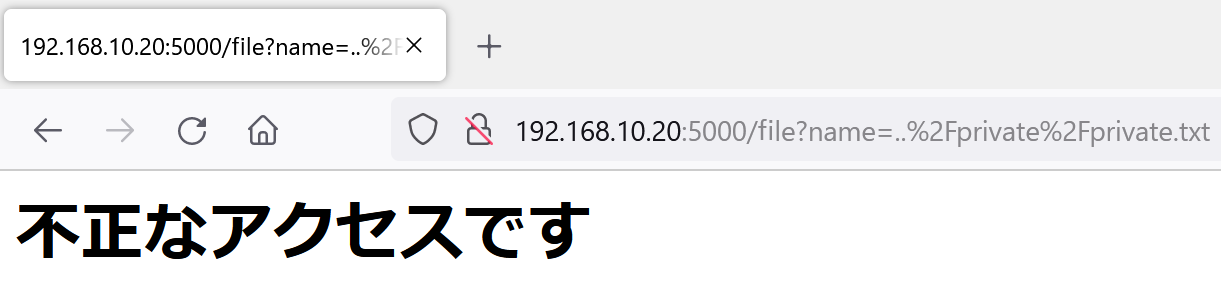 192.168.10.20:5000/file?name=..%2F
192.168.10.20:5000/file?name=..%2Fprivate%2Fprivate.txt
不正なアクセスです